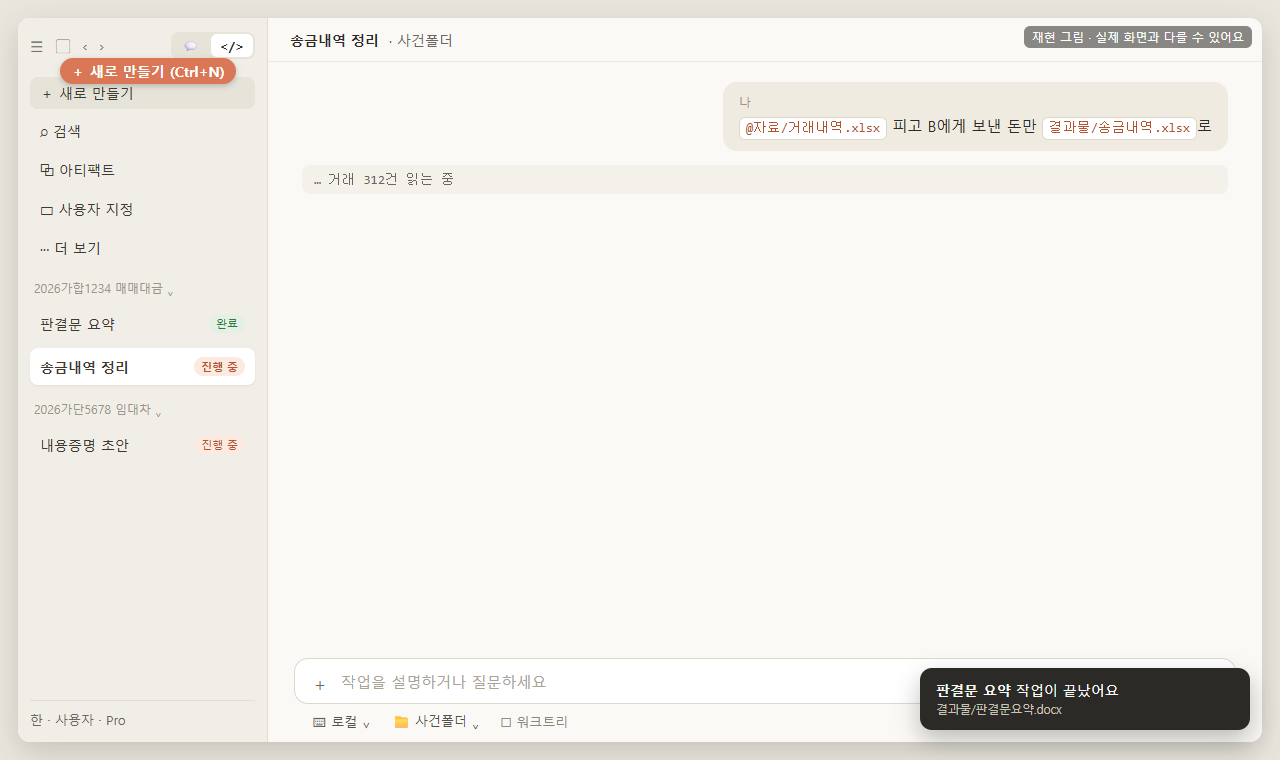 ☰ ‹ › </>
+ 새로 만들기 (Ctrl+N)
+ 새로 만들기
검색
아티팩트
사용자 지정
··· 더 보기
2026가합1234 매매대금
판결문 요약 완료
송금내역 정리 진행 중
2026가단5678 임대차
내용증명 초안 진행 중
한 · 사용자 · Pro
송금내역 정리 · 사건폴더
재현 그림 · 실제 화면과 다를 수 있어요
나
@자료/거래내역.xlsx 피고 B에게 보낸 돈만 결과물/송금내역.xlsx로
… 거래 312건 읽는 중
+ 작업을 설명하거나 질문하세요
로컬 사건폴더 워크트리
판결문 요약 작업이 끝났어요
결과물/판결문요약.docx